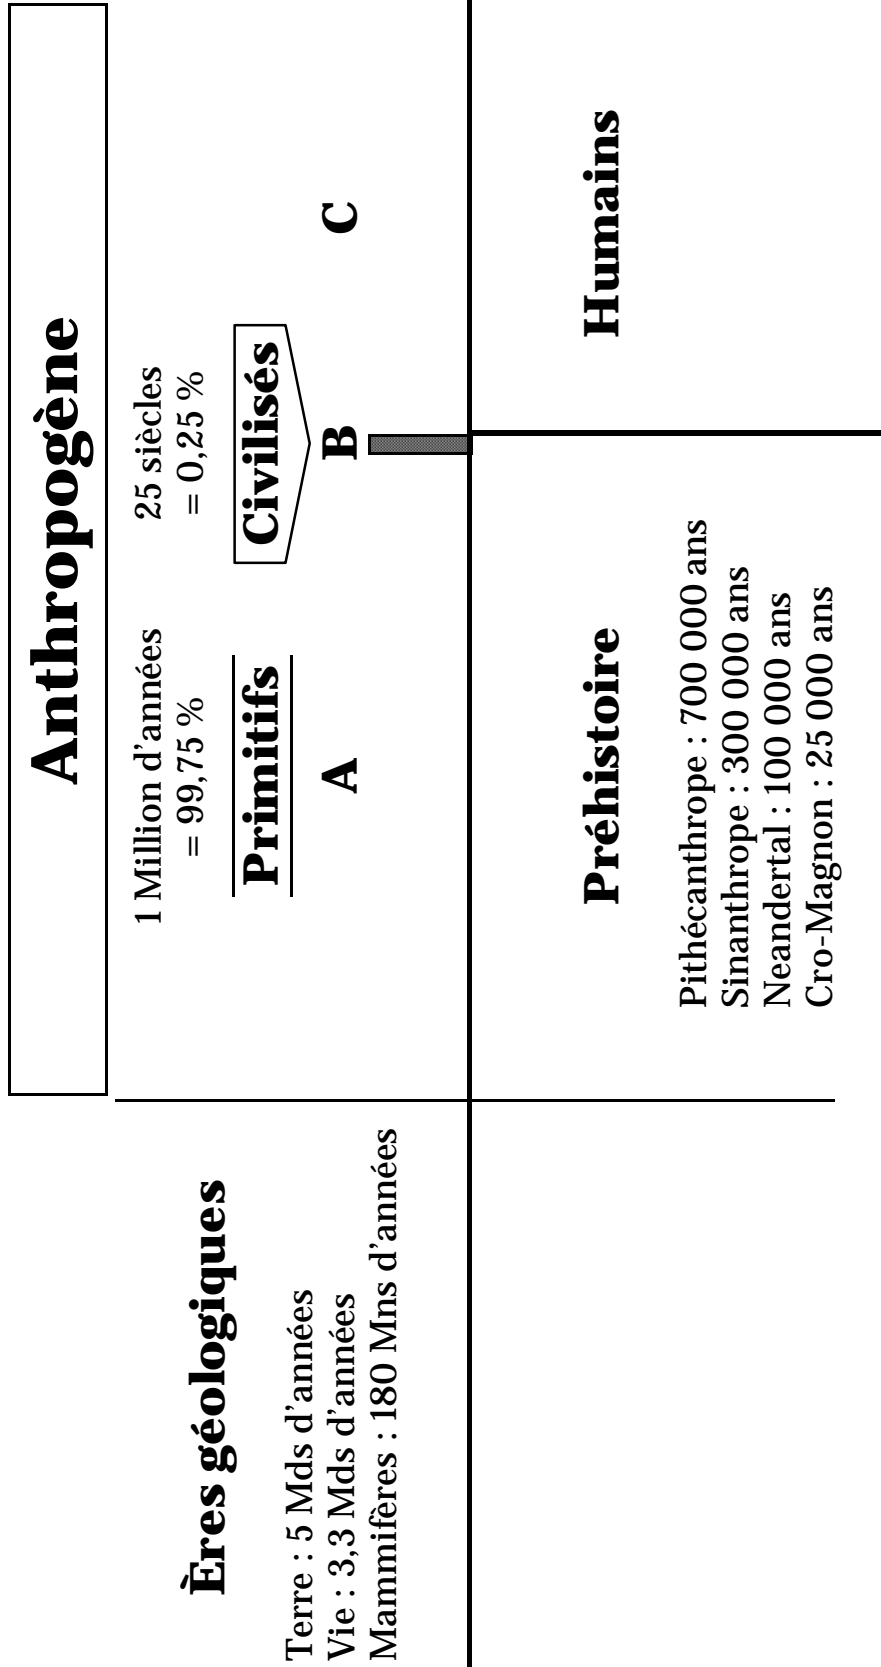 Anthropogène
Ères géologiques
Terre : 5 Mds d’années
Vie : 3,3 Mds d’années
Mammifères : 180 Mns d’années
1 Million d’années
= 99,75 %
Primitifs
A
25 siècles
= 0,25 %
Civilisés
B
C
Préhistoire
Pithécanthrope : 700 000 ans
Sinanthrope : 300 000 ans
Neandertal : 100 000 ans
Cro-Magnon : 25 000 ans
Humains